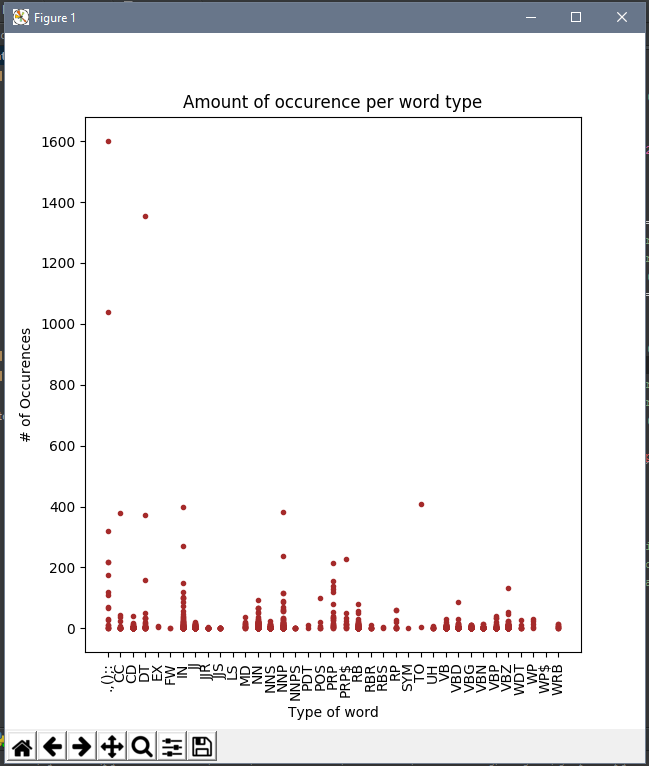 Figure 1
Amount of occurence per word type
# of Occurences
1600
1400
1200
1000
800
600
400
200
0
CC
CD
DT
EX
FW
IN
JJ
JJR
JJS
LS
MD
NN
NNS
NNP
NNPS
PDT
POS
PRP
PRP$
RB
RBR
RBS
RP
SYM
TO
UH
VB
VBD
VBG
VBN
VBP
VBZ
WDT
WP
WP$
WRB
Type of word